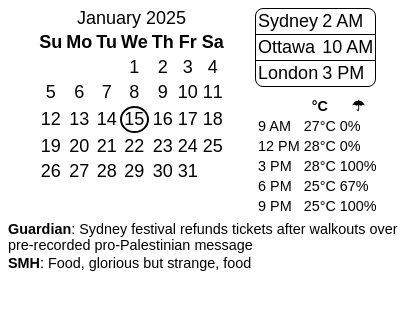 January 2025
Su Mo Tu We Th Fr Sa
1 2 3 4
5 6 7 8 9 10 11
12 13 14 15 16 17 18
19 20 21 22 23 24 25
26 27 28 29 30 31
Sydney 2 AM
Ottawa 10 AM
London 3 PM
°C ☂
9 AM 27°C 0%
12 PM 28°C 0%
3 PM 28°C 100%
6 PM 25°C 67%
9 PM 25°C 100%
Guardian: Sydney festival refunds tickets after walkouts over
pre-recorded pro-Palestinian message
SMH: Food, glorious but strange, food